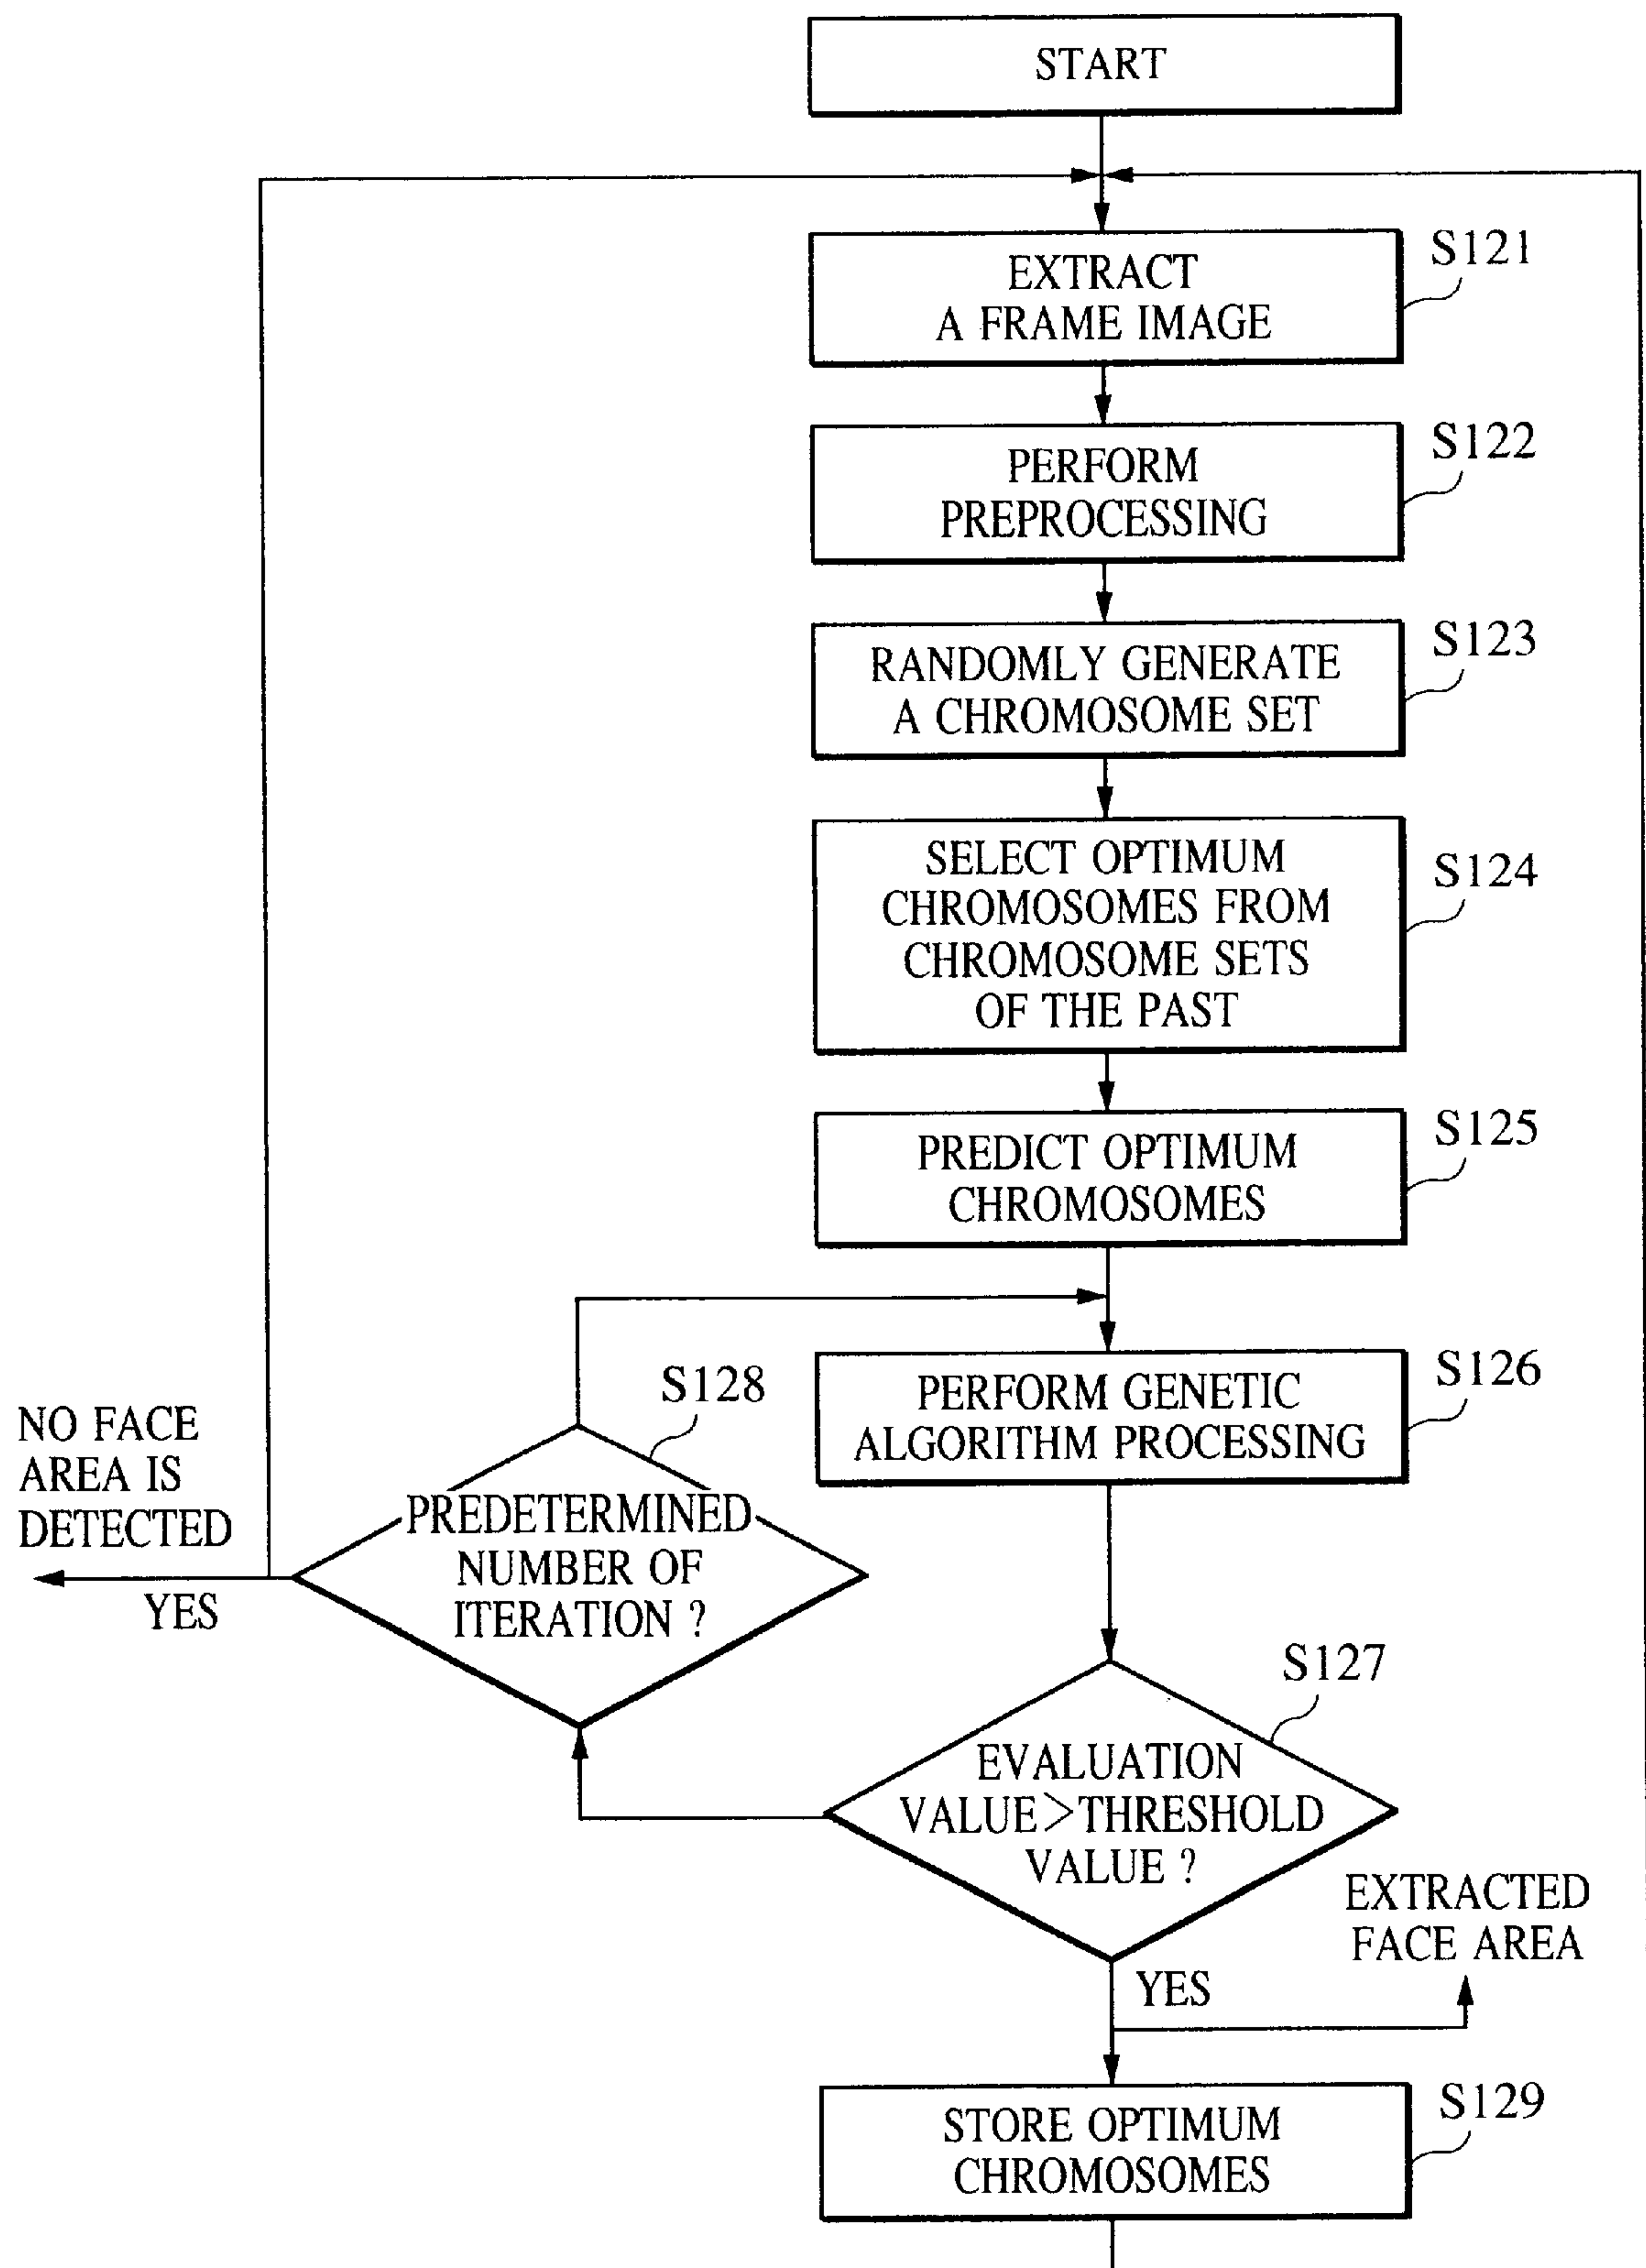 START
S121
EXTRACT
A FRAME IMAGE
S122
PERFORM
PREPROCESSING
S123
RANDOMLY GENERATE
A CHROMOSOME SET
S124
SELECT OPTIMUM
CHROMOSOMES FROM
CHROMOSOME SETS
OF THE PAST
S125
PREDICT OPTIMUM
CHROMOSOMES
S126
PERFORM GENETIC
ALGORITHM PROCESSING
S128
PREDETERMINED
NUMBER OF
ITERATION ?
NO FACE
AREA IS
DETECTED
YES
S127
EVALUATION
VALUE>THRESHOLD
VALUE ?
EXTRACTED
FACE AREA
YES
S129
STORE OPTIMUM
CHROMOSOMES